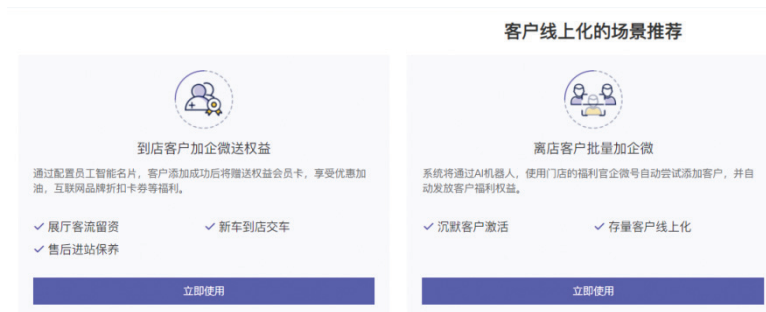 客户线上化的场景推荐
到店客户加企微送权益
通过配置员工智能名片，客户添加成功后将赠送权益会员卡，享受优惠加
油，互联网品牌折扣卡券等福利。
✓ 展厅客流留资
✓ 新车到店交车
✓ 售后进站保养
立即使用
离店客户批量加企微
系统将通过AI机器人，使用门店的福利官企微号自动尝试添加客户，并自
动发放客户福利权益。
✓ 沉默客户激活
✓ 存量客户线上化
立即使用